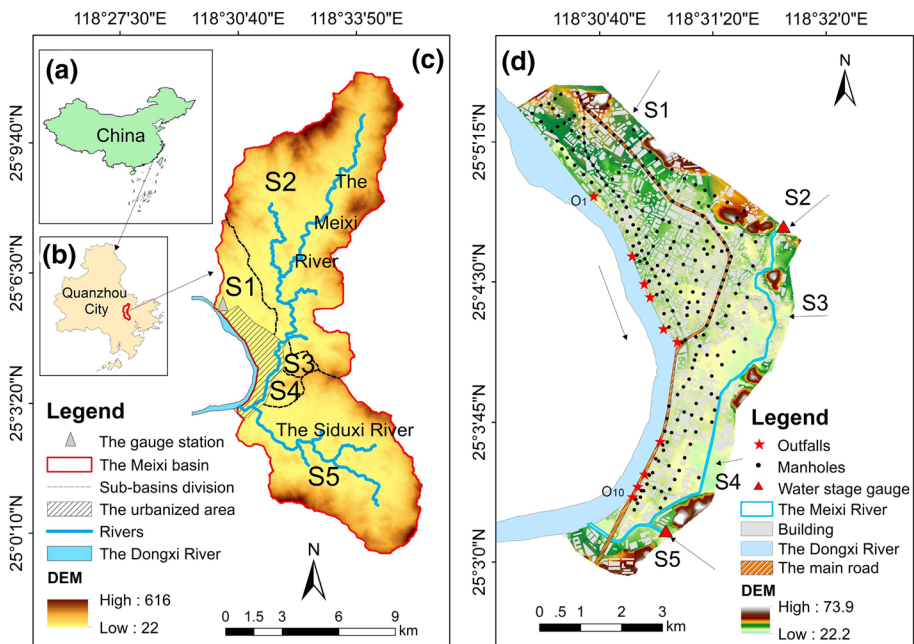 118°27'30"E 118°30'40"E 118°33'50"E
118°30'40"E 118°31'20"E 118°32'0"E
(a)
China
(b)
Quanzhou
City
(c)
25°9'40"N
25°6'30"N
25°3'20"N
25°0'10"N
S2
The
Meixi
River
S1
S3
S4
The Siduxi River
S5
Legend
The gauge station
The Meixi basin
Sub-basins division
The urbanized area
Rivers
The Dongxi River
DEM
High : 616
Low : 22
N
0 1.5 3 6 9
km
(d)
N
25°5'15"N
25°4'30"N
25°3'45"N
25°3'0"N
S1
O1
S2
S3
S4
O10
S5
Legend
Outfalls
Manholes
Water stage gauge
The Meixi River
Building
The Dongxi River
The main road
DEM
High : 73.9
Low : 22.2
0 .5 1 2 3
km